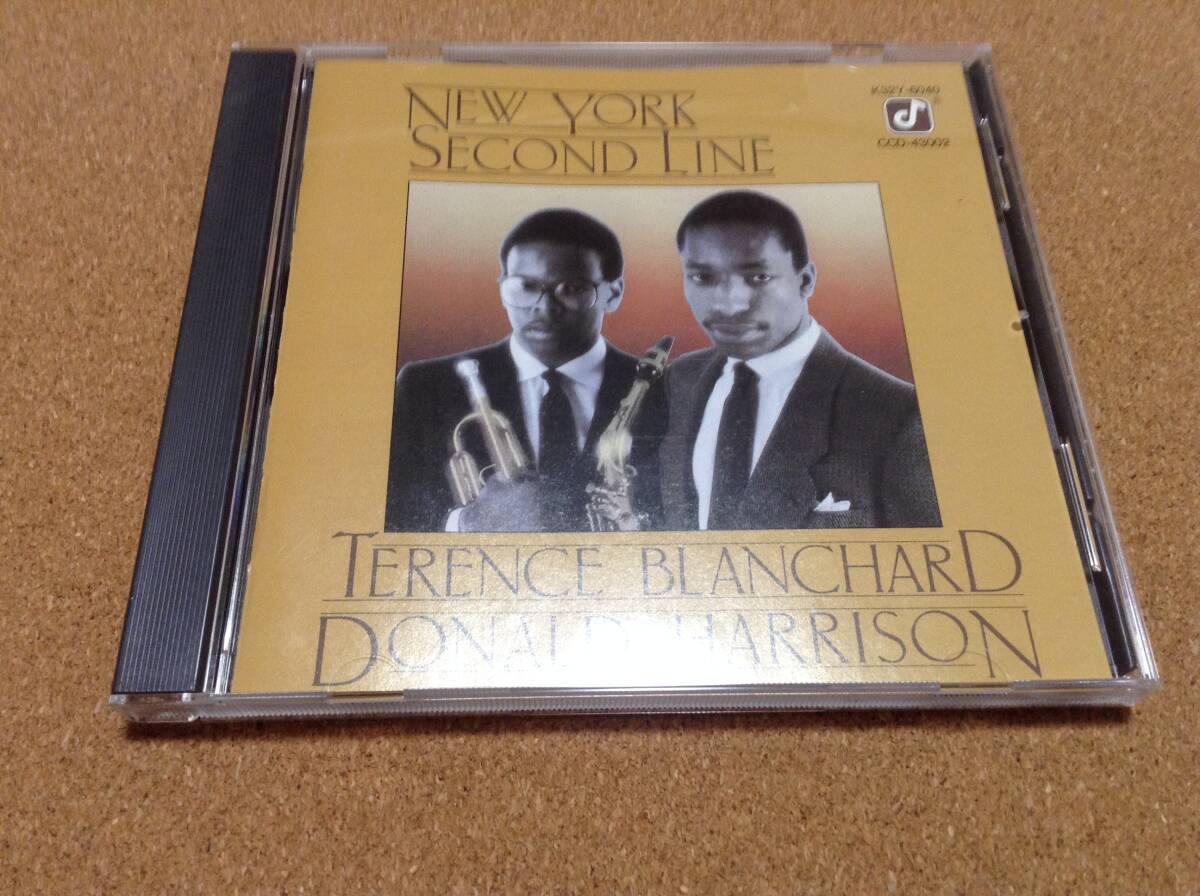 NEW YORK
SECOND LINE
K32Y-6040
CCD-43002
TERENCE BLANCHARD
DONALD HARRISON